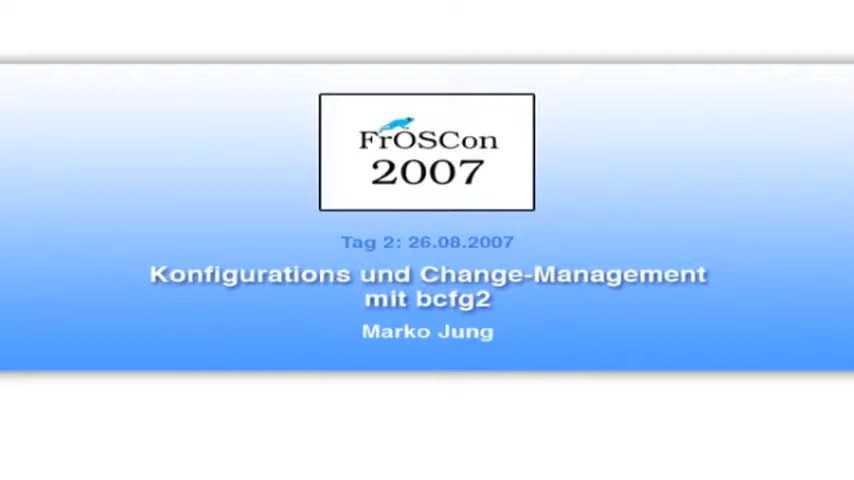 FrOSCon
2007
Tag 2: 26.08.2007
Konfigurations und Change-Management
mit bcfg2
Marko Jung